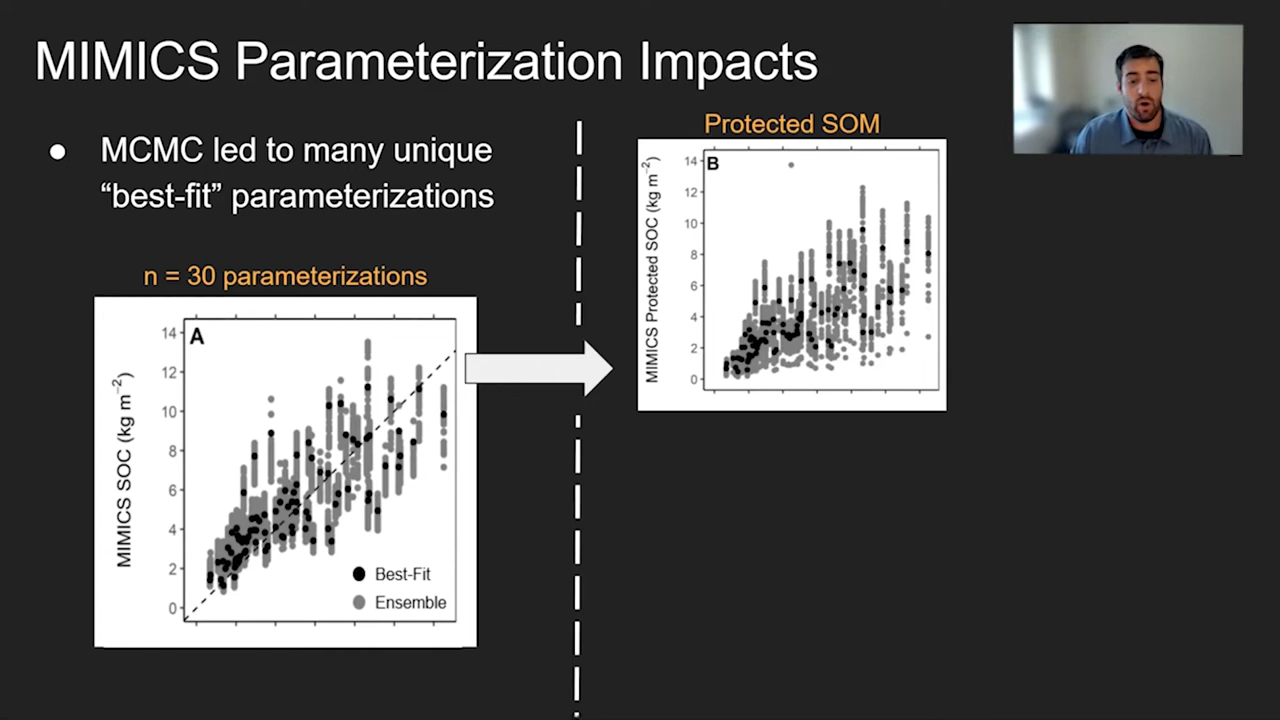 MIMICS Parameterization Impacts
● MCMC led to many unique
“best-fit” parameterizations
n = 30 parameterizations
A
MIMICS SOC (kg m⁻²)
14
12
10
8
6
4
2
0
Best-Fit
Ensemble
Protected SOM
B
MIMICS Protected SOC (kg m⁻²)
14
12
10
8
6
4
2
0